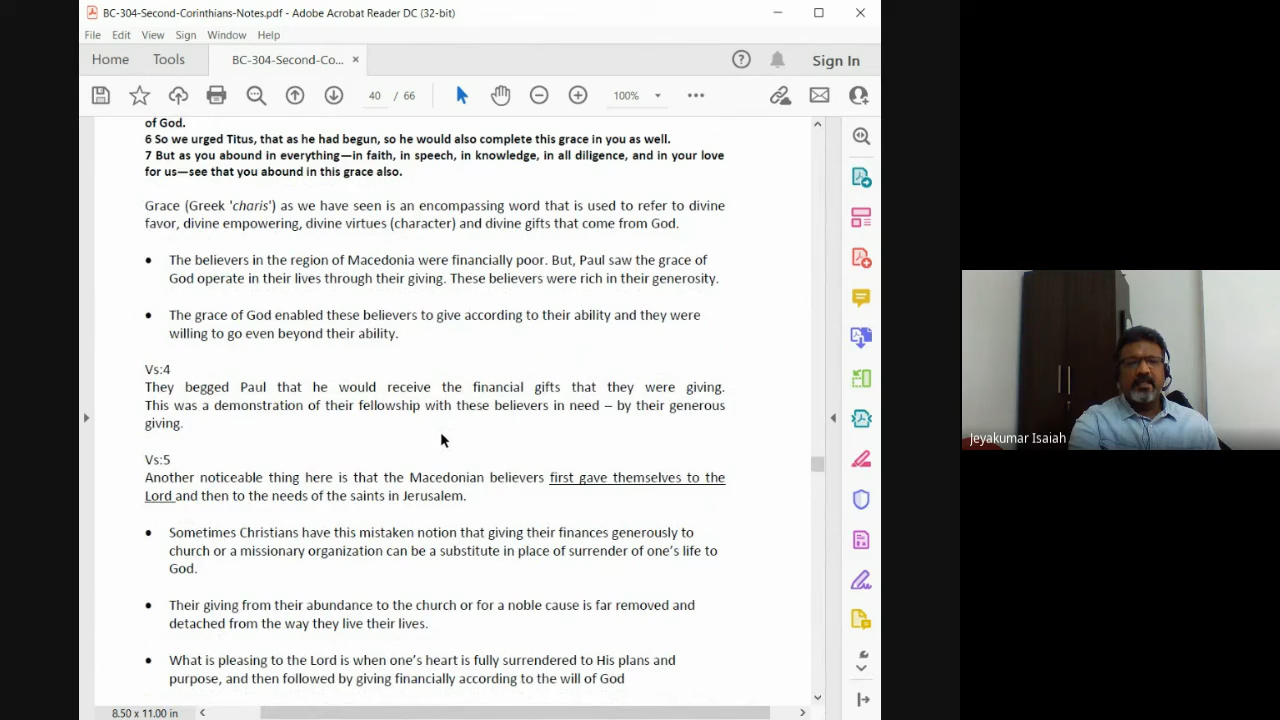 BC-304-Second-Corinthians-Notes.pdf - Adobe Acrobat Reader DC (32-bit)
File Edit View Sign Window Help
Home Tools BC-304-Second-Co... × Sign In
40 / 66 100%
of God.
6 So we urged Titus, that as he had begun, so he would also complete this grace in you as well.
7 But as you abound in everything—in faith, in speech, in knowledge, in all diligence, and in your love
for us—see that you abound in this grace also.
Grace (Greek 'charis') as we have seen is an encompassing word that is used to refer to divine
favor, divine empowering, divine virtues (character) and divine gifts that come from God.
• The believers in the region of Macedonia were financially poor. But, Paul saw the grace of
God operate in their lives through their giving. These believers were rich in their generosity.
• The grace of God enabled these believers to give according to their ability and they were
willing to go even beyond their ability.
Vs:4
They begged Paul that he would receive the financial gifts that they were giving.
This was a demonstration of their fellowship with these believers in need – by their generous
giving.
Vs:5
Another noticeable thing here is that the Macedonian believers first gave themselves to the
Lord and then to the needs of the saints in Jerusalem.
• Sometimes Christians have this mistaken notion that giving their finances generously to
church or a missionary organization can be a substitute in place of surrender of one's life to
God.
• Their giving from their abundance to the church or for a noble cause is far removed and
detached from the way they live their lives.
• What is pleasing to the Lord is when one's heart is fully surrendered to His plans and
purpose, and then followed by giving financially according to the will of God
8.50 x 11.00 in
Jeyakumar Isaiah